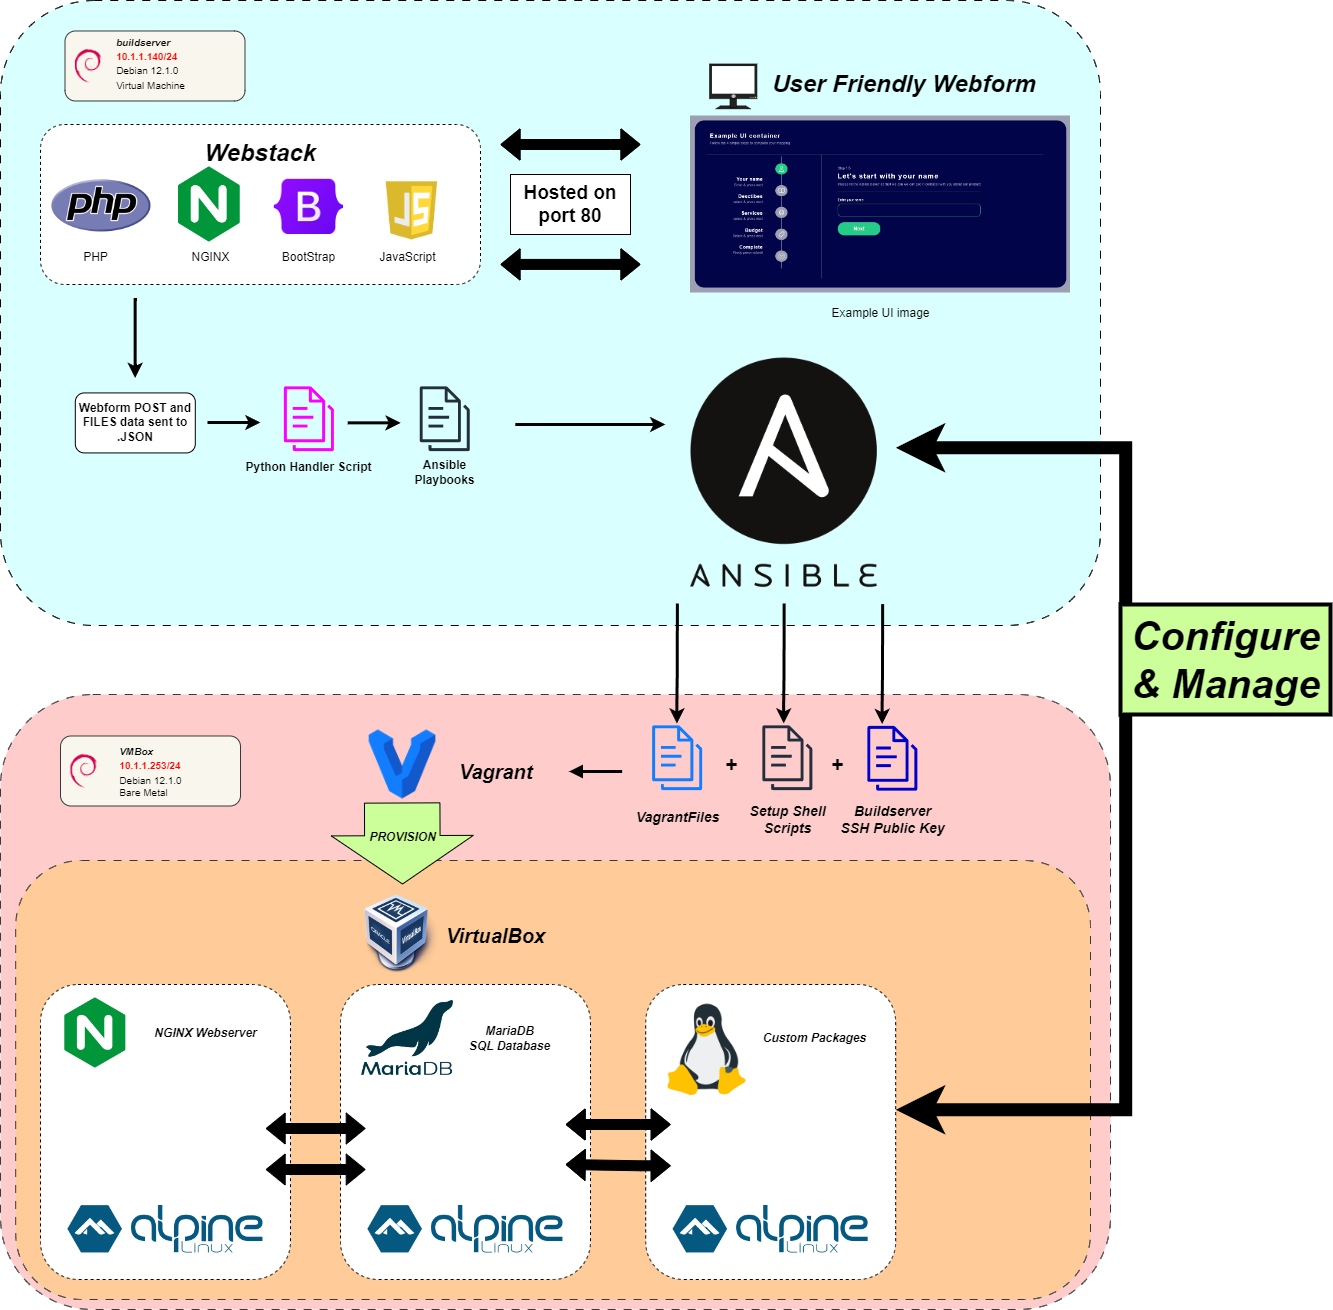 buildserver
10.1.1.140/24
Debian 12.1.0
Virtual Machine
User Friendly Webform
Webstack
php
PHP
NGINX
B
BootStrap
JS
JavaScript
Hosted on
port 80
Example UI container
Your name
Describes
Services
Budget
Complete
Let's start with your name
Enter your name
Next
Example UI image
Webform POST and
FILES data sent to
.JSON
Python Handler Script
Ansible
Playbooks
ANSIBLE
Configure
& Manage
VMBox
10.1.1.253/24
Debian 12.1.0
Bare Metal
Vagrant
VagrantFiles
+
Setup Shell
Scripts
+
Buildserver
SSH Public Key
PROVISION
ORACLE
VirtualBox
VirtualBox
N
NGINX Webserver
MariaDB
SQL Database
MariaDB
Custom Packages
alpine
Linux
alpine
Linux
alpine
Linux